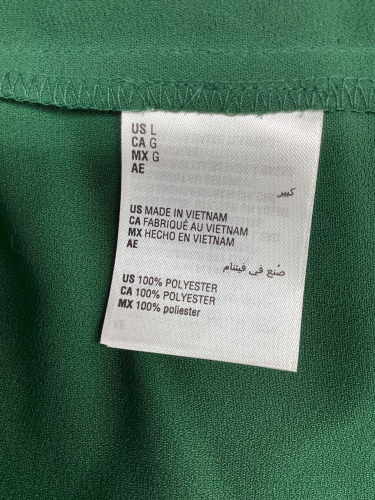 US L
CA G
MX G
AE
كبير
US MADE IN VIETNAM
CA FABRIQUÉ AU VIETNAM
MX HECHO EN VIETNAM
AE
صُنع في فيتنام
US 100% POLYESTER
CA 100% POLYESTER
MX 100% poliester